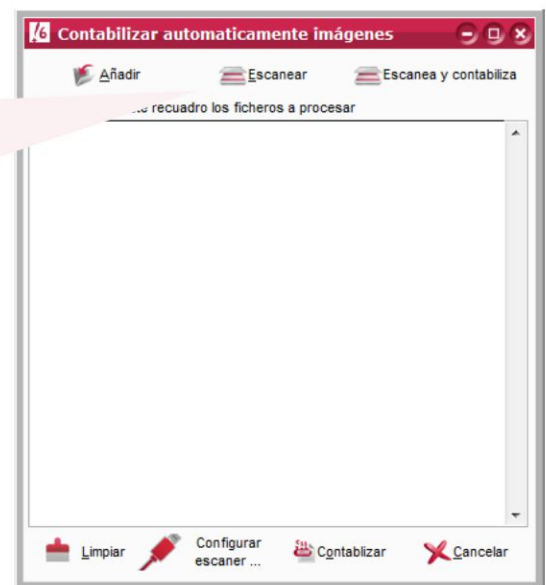 Contabilizar automaticamente imágenes
Añadir Escanear Escanea y contabiliza
recuadro los ficheros a procesar
Limpiar Configurar escaner ... Contabilizar Cancelar